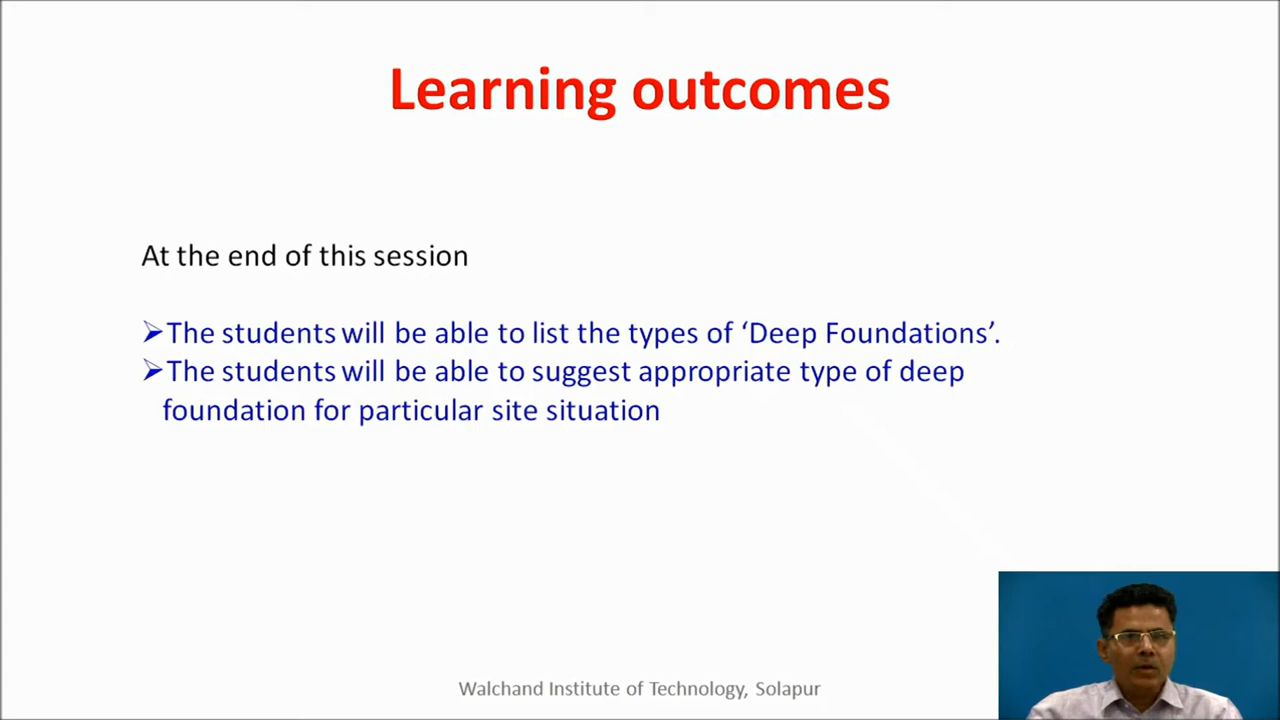 Learning outcomes
At the end of this session
➢The students will be able to list the types of ‘Deep Foundations’.
➢The students will be able to suggest appropriate type of deep
foundation for particular site situation
Walchand Institute of Technology, Solapur